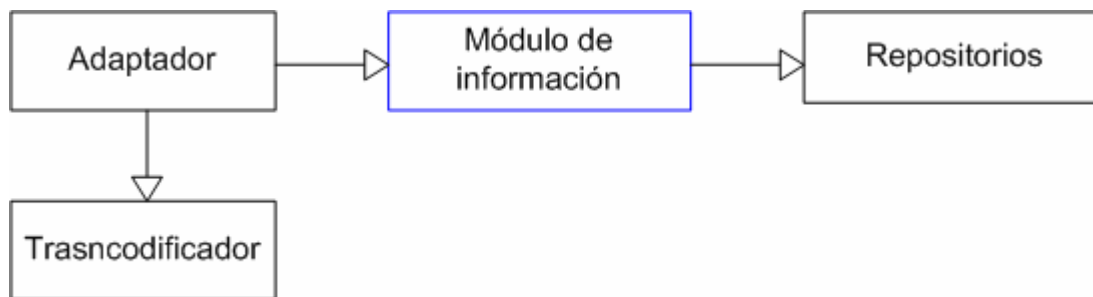 Adaptador
Módulo de
información
Repositorios
Trasncodificador